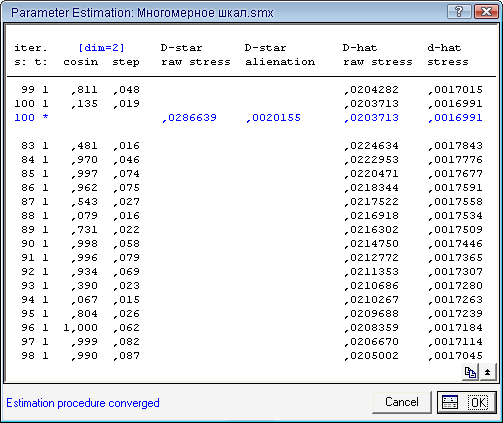 Parameter Estimation: Многомерное шкал.smx
iter. [dim=2] D-star D-star D-hat d-hat
s: t: cosin step raw stress alienation raw stress stress
99 1 ,811 ,048 ,0204282 ,0017015
100 1 ,135 ,019 ,0203713 ,0016991
100 * ,0286639 ,0020155 ,0203713 ,0016991
83 1 ,481 ,016 ,0224634 ,0017843
84 1 ,970 ,046 ,0222953 ,0017776
85 1 ,997 ,074 ,0220471 ,0017677
86 1 ,962 ,075 ,0218344 ,0017591
87 1 ,543 ,027 ,0217522 ,0017558
88 1 ,079 ,016 ,0216918 ,0017534
89 1 ,731 ,022 ,0216302 ,0017509
90 1 ,998 ,058 ,0214750 ,0017446
91 1 ,996 ,079 ,0212772 ,0017365
92 1 ,934 ,069 ,0211353 ,0017307
93 1 ,390 ,023 ,0210686 ,0017280
94 1 ,067 ,015 ,0210267 ,0017263
95 1 ,804 ,026 ,0209688 ,0017239
96 1 1,000 ,062 ,0208359 ,0017184
97 1 ,999 ,082 ,0206670 ,0017114
98 1 ,990 ,087 ,0205002 ,0017045
Estimation procedure converged
Cancel
OK